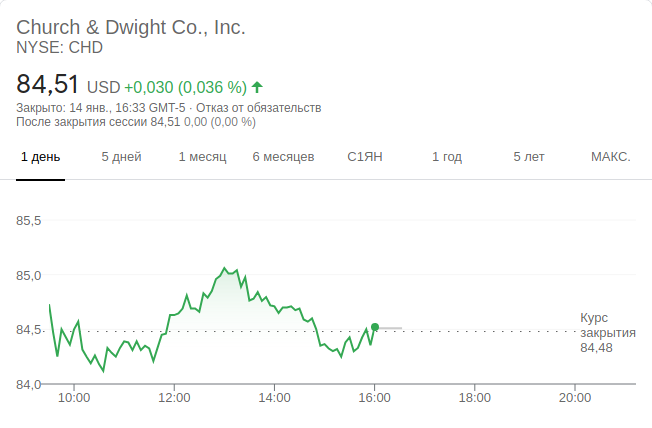 Church & Dwight Co., Inc.
NYSE: CHD
84,51 USD +0,030 (0,036 %)
Закрыто: 14 янв., 16:33 GMT-5 · Отказ от обязательств
После закрытия сессии 84,51 0,00 (0,00 %)
1 день 5 дней 1 месяц 6 месяцев С1ЯН 1 год 5 лет МАКС.
85,5
85,0
84,5
84,0
Курс
закрытия
84,48
10:00 12:00 14:00 16:00 18:00 20:00